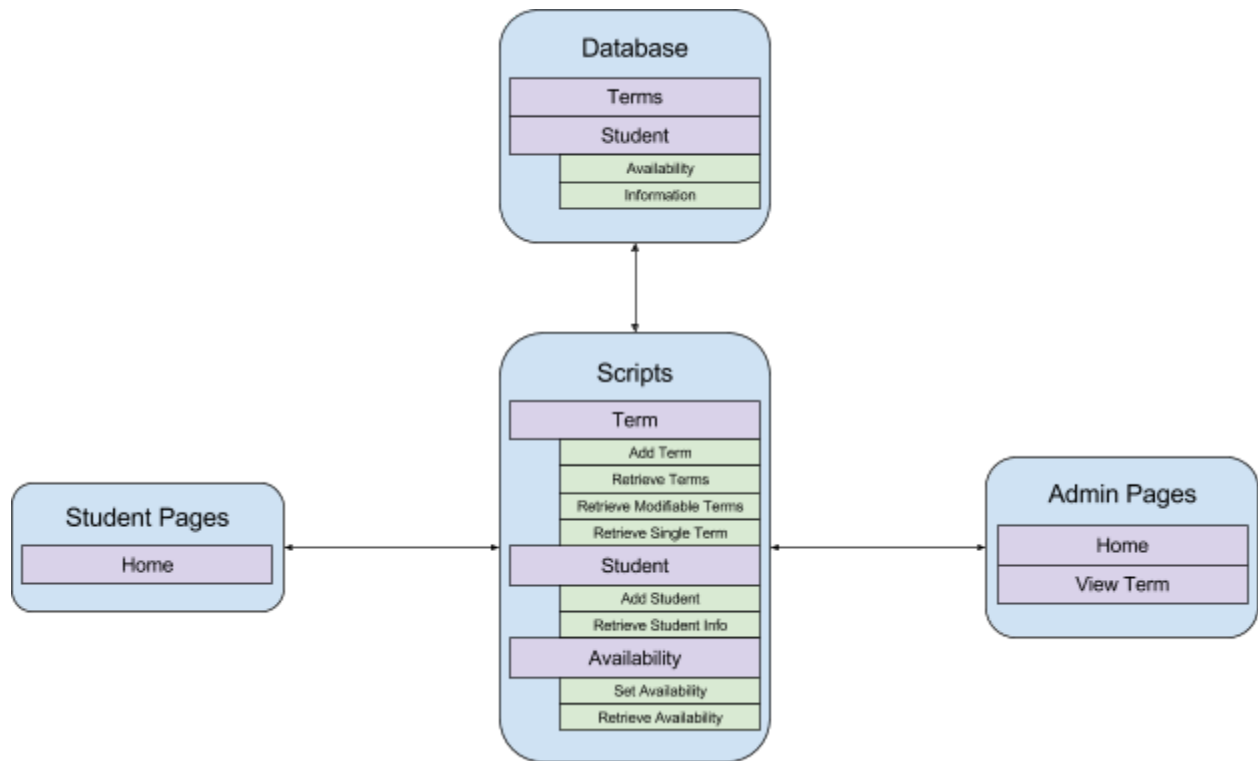 Database
Terms
Student
Availability
Information
Scripts
Term
Add Term
Retrieve Terms
Retrieve Modifiable Terms
Retrieve Single Term
Student
Add Student
Retrieve Student Info
Availability
Set Availability
Retrieve Availability
Student Pages
Home
Admin Pages
Home
View Term